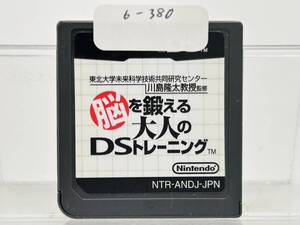 6-380
東北大学未来科学技術共同研究センター
川島隆太教授監修
脳を鍛える
大人の
DSトレーニング™
Nintendo
NTR-ANDJ-JPN